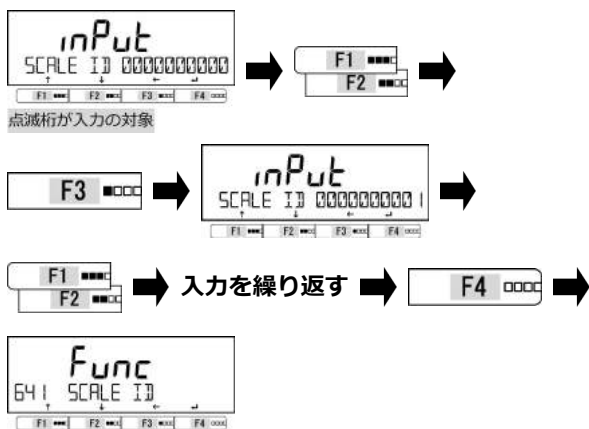 inPut
SCALE ID 0000000000
↑ ↓ ← ↵
F1 F2 F3 F4
点滅桁が入力の対象
F1
F2
F3
inPut
SCALE ID 0000000001
↑ ↓ ← ↵
F1 F2 F3 F4
F1
F2
入力を繰り返す
F4
Func
641 SCALE ID
↑ ↓ ← ↵
F1 F2 F3 F4